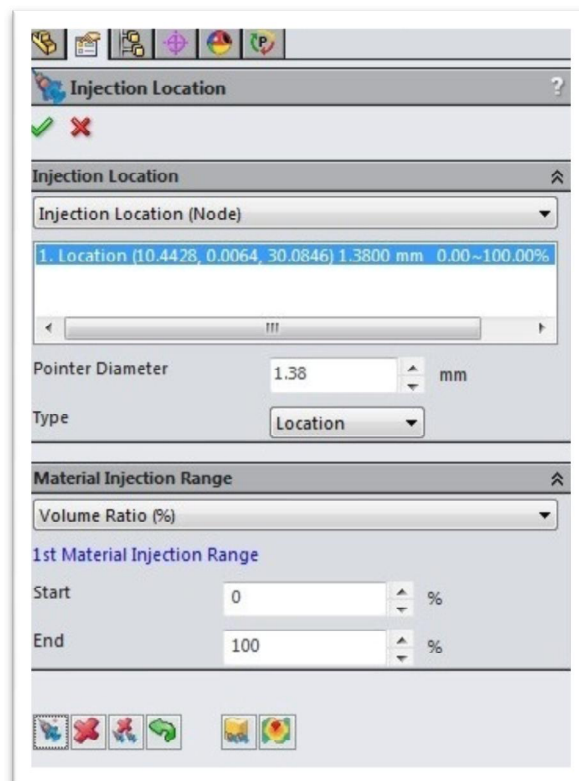 Injection Location
?
Injection Location
Injection Location (Node)
1. Location (10.4428, 0.0064, 30.0846) 1.3800 mm 0.00~100.00%
Pointer Diameter 1.38 mm
Type Location
Material Injection Range
Volume Ratio (%)
1st Material Injection Range
Start 0 %
End 100 %